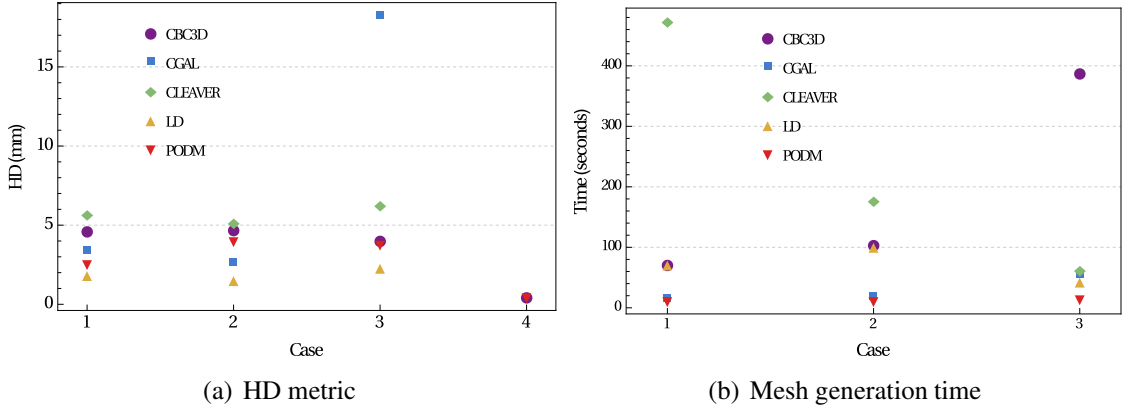 HD (mm)
15
10
5
0
CBC3D
CGAL
CLEAVER
LD
PODM
1 2 3 4
Case
(a) HD metric
Time (seconds)
400
300
200
100
0
CBC3D
CGAL
CLEAVER
LD
PODM
1 2 3
Case
(b) Mesh generation time